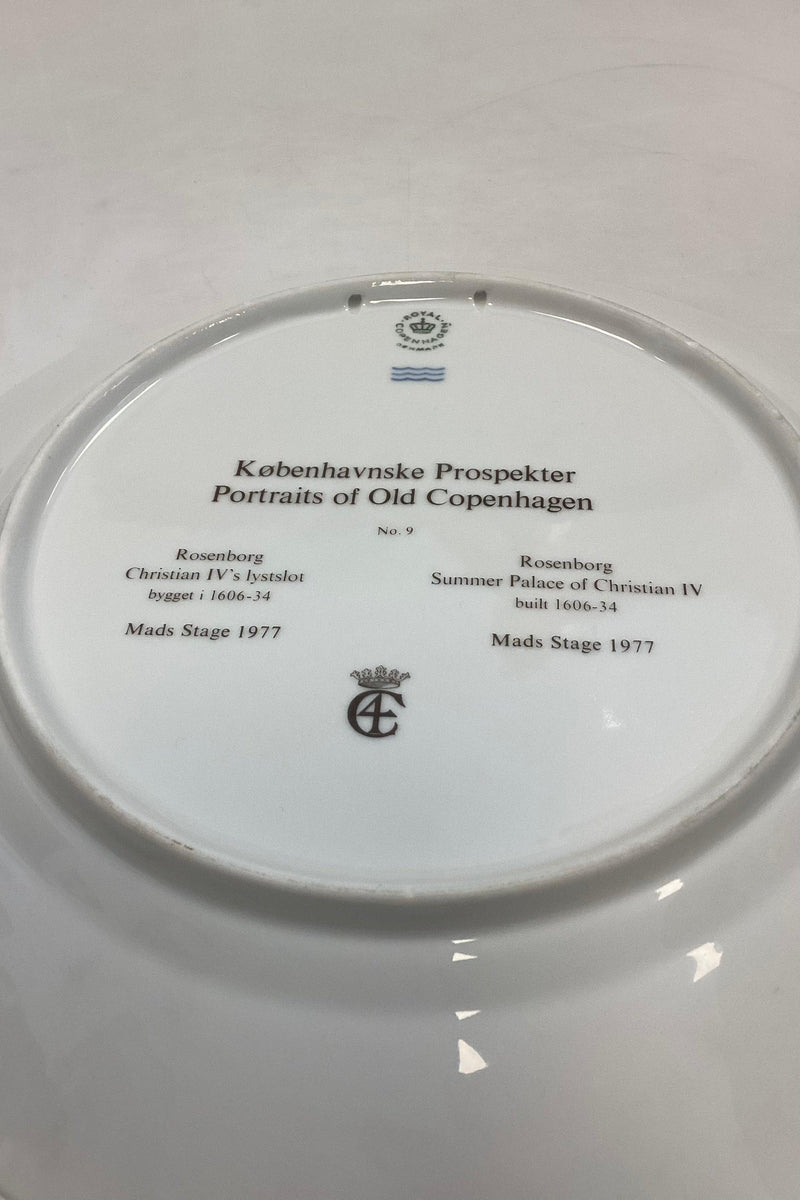 ROYAL
COPENHAGEN
DENMARK
Københavnske Prospekter
Portraits of Old Copenhagen
No. 9
Rosenborg
Christian IV's lystslot
bygget i 1606-34
Mads Stage 1977
Rosenborg
Summer Palace of Christian IV
built 1606-34
Mads Stage 1977
C4